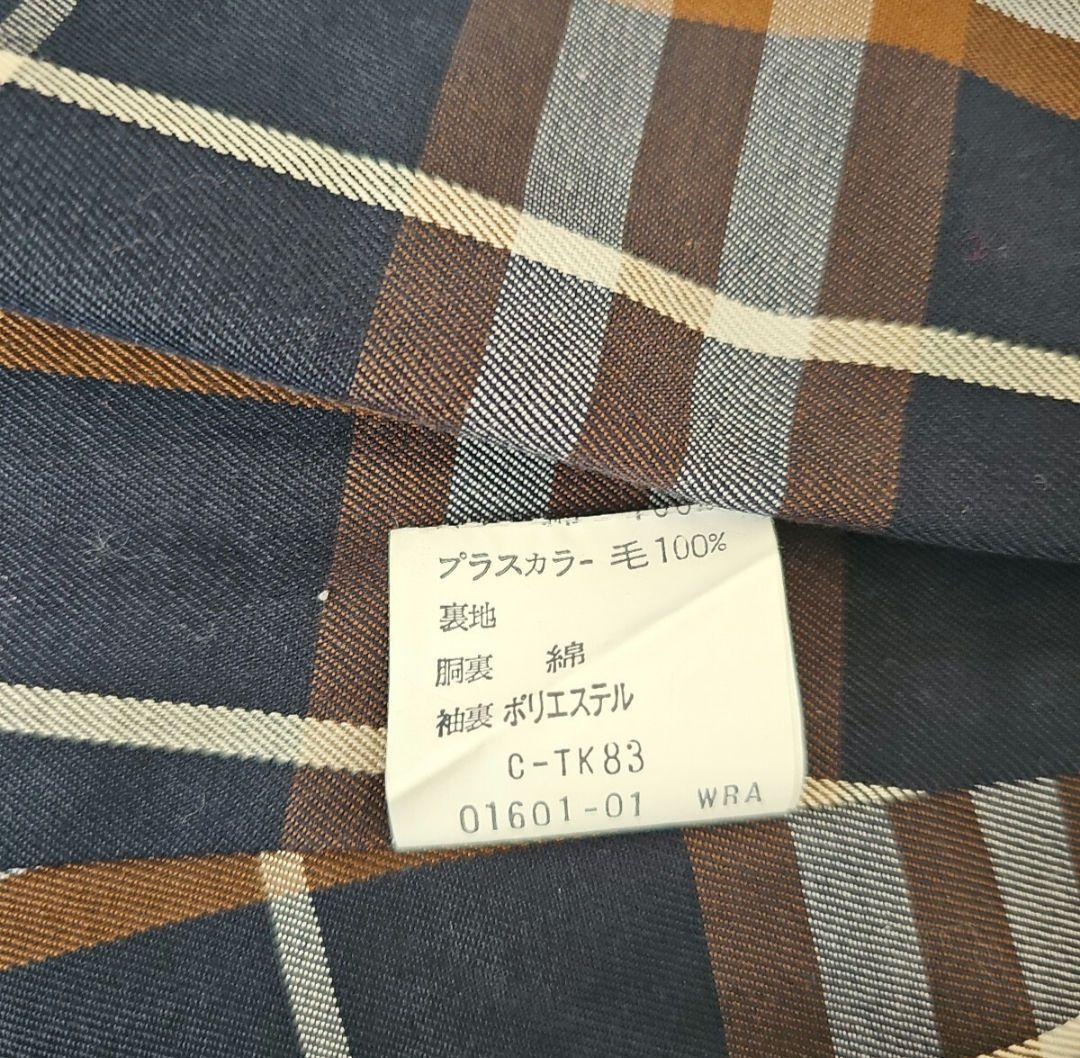 プラスカラー 毛100%
裏地
胴裏 綿
袖裏 ポリエステル
C-TK83
01601-01 WRA